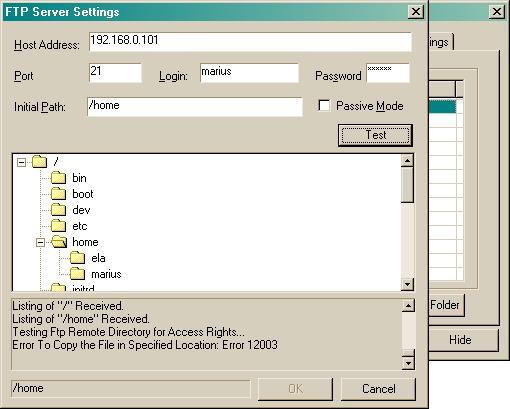 FTP Server Settings
Host Address: 192.168.0.101
Port 21 Login: marius Password xxxxxx
Initial Path: /home Passive Mode
Test
/
bin
boot
dev
etc
home
ela
marius
initrd
Listing of "/" Received.
Listing of "/home" Received.
Testing Ftp Remote Directory for Access Rights...
Error To Copy the File in Specified Location: Error 12003
/home OK Cancel
ings
Folder
Hide